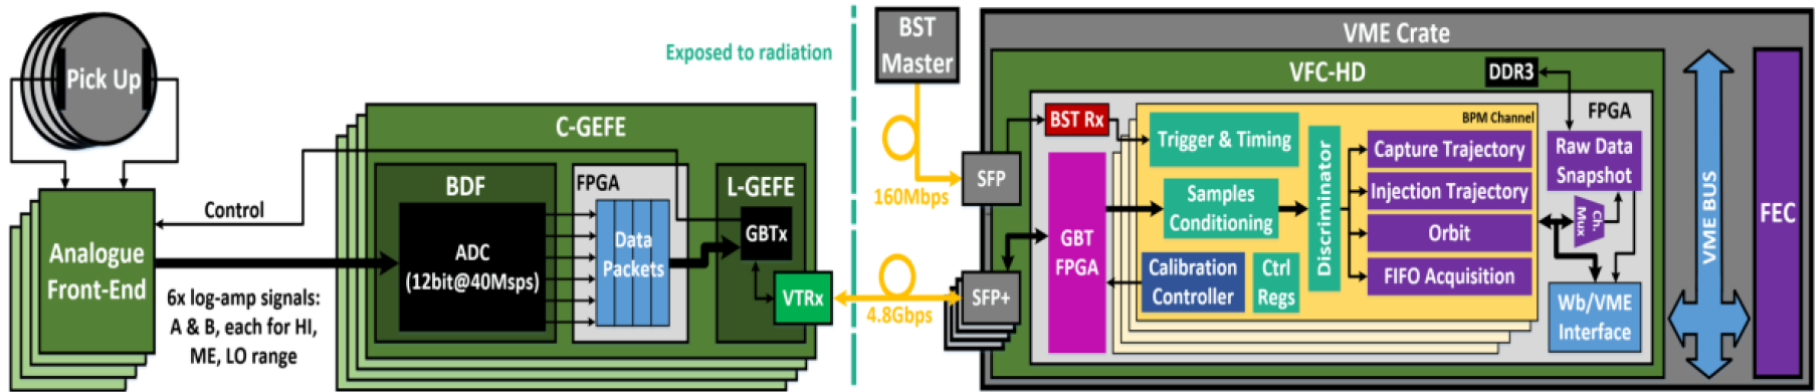 Pick Up
Analogue
Front-End
Control
6x log-amp signals:
A & B, each for HI,
ME, LO range
C-GEFE
BDF
ADC
(12bit@40Msps)
FPGA
Data
Packets
L-GEFE
GBTx
VTRx
Exposed to radiation
BST
Master
160Mbps
4.8Gbps
SFP
SFP+
VME Crate
VFC-HD
DDR3
FPGA
BST Rx
GBT
FPGA
BPM Channel
Trigger & Timing
Samples
Conditioning
Calibration
Controller
Ctrl
Regs
Discriminator
Capture Trajectory
Injection Trajectory
Orbit
FIFO Acquisition
Raw Data
Snapshot
Ch.
Mux
Wb/VME
Interface
VME BUS
FEC